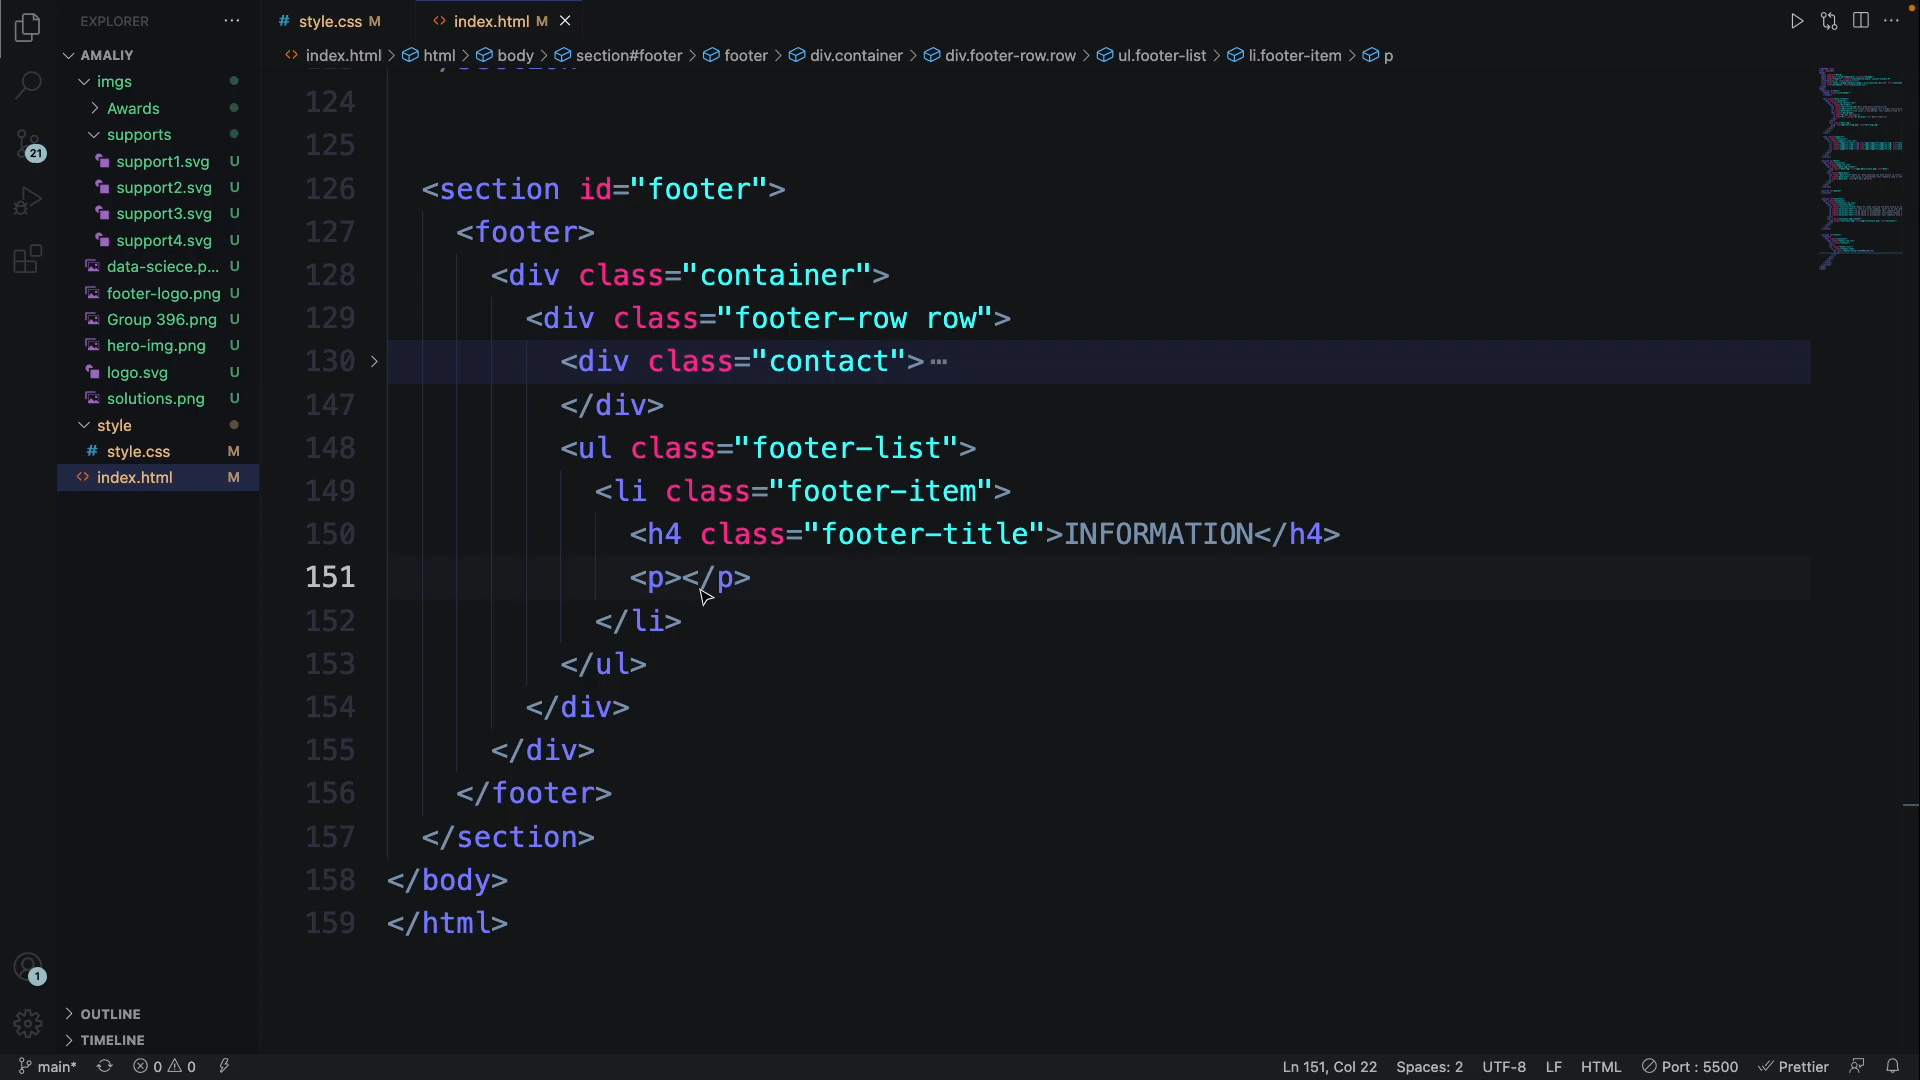 EXPLORER
AMALIY
imgs
Awards
supports
support1.svg U
support2.svg U
support3.svg U
support4.svg U
data-sciece.p... U
footer-logo.png U
Group 396.png U
hero-img.png U
logo.svg U
solutions.png U
style
# style.css M
<> index.html M
OUTLINE
TIMELINE
21
1
# style.css M
<> index.html M
<> index.html > html > body > section#footer > footer > div.container > div.footer-row.row > ul.footer-list > li.footer-item > p
124
125
126 <section id="footer">
127 <footer>
128 <div class="container">
129 <div class="footer-row row">
130 <div class="contact">
147 </div>
148 <ul class="footer-list">
149 <li class="footer-item">
150 <h4 class="footer-title">INFORMATION</h4>
151 <p></p>
152 </li>
153 </ul>
154 </div>
155 </div>
156 </footer>
157 </section>
158 </body>
159 </html>
main* 0 0 Ln 151, Col 22 Spaces: 2 UTF-8 LF HTML Port : 5500 Prettier